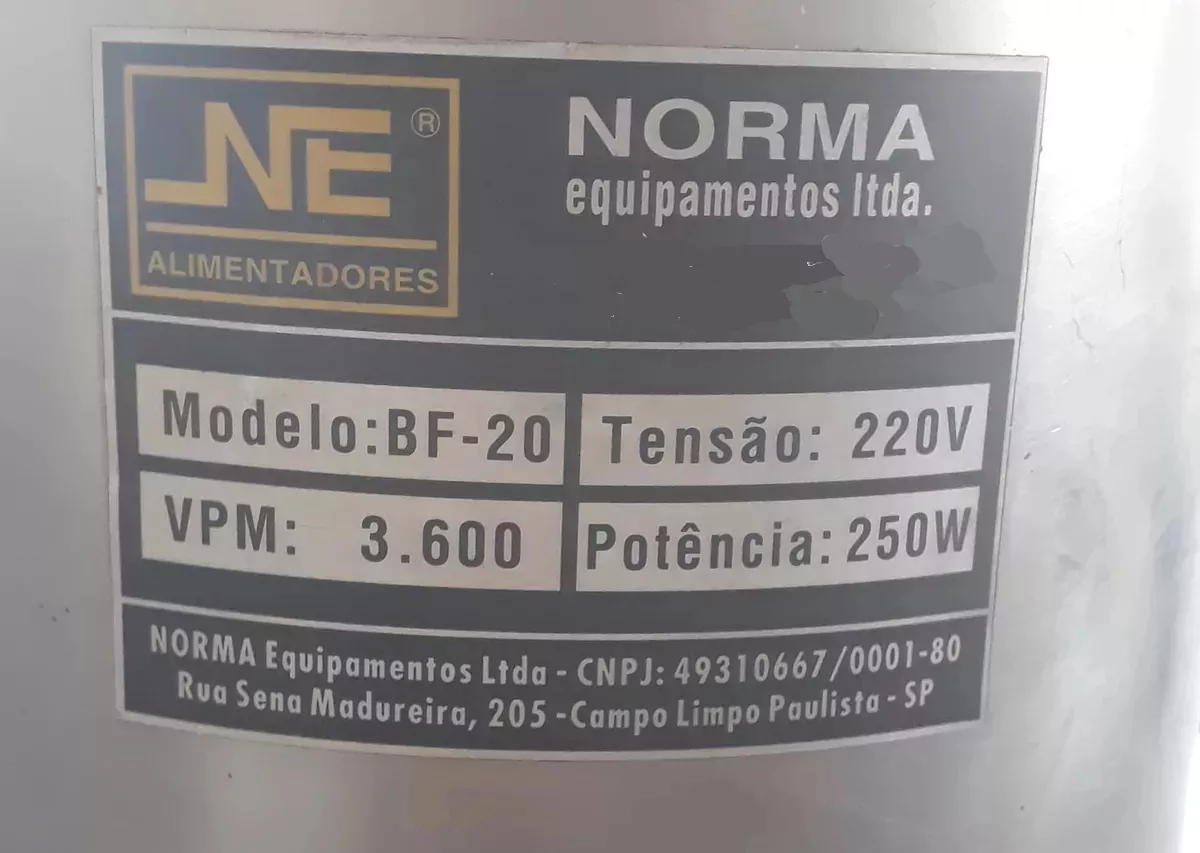 NE®
ALIMENTADORES
NORMA
equipamentos ltda.
Modelo:BF-20
Tensão: 220V
VPM: 3.600
Potência: 250W
NORMA Equipamentos Ltda - CNPJ: 49310667/0001-80
Rua Sena Madureira, 205 -Campo Limpo Paulista - SP